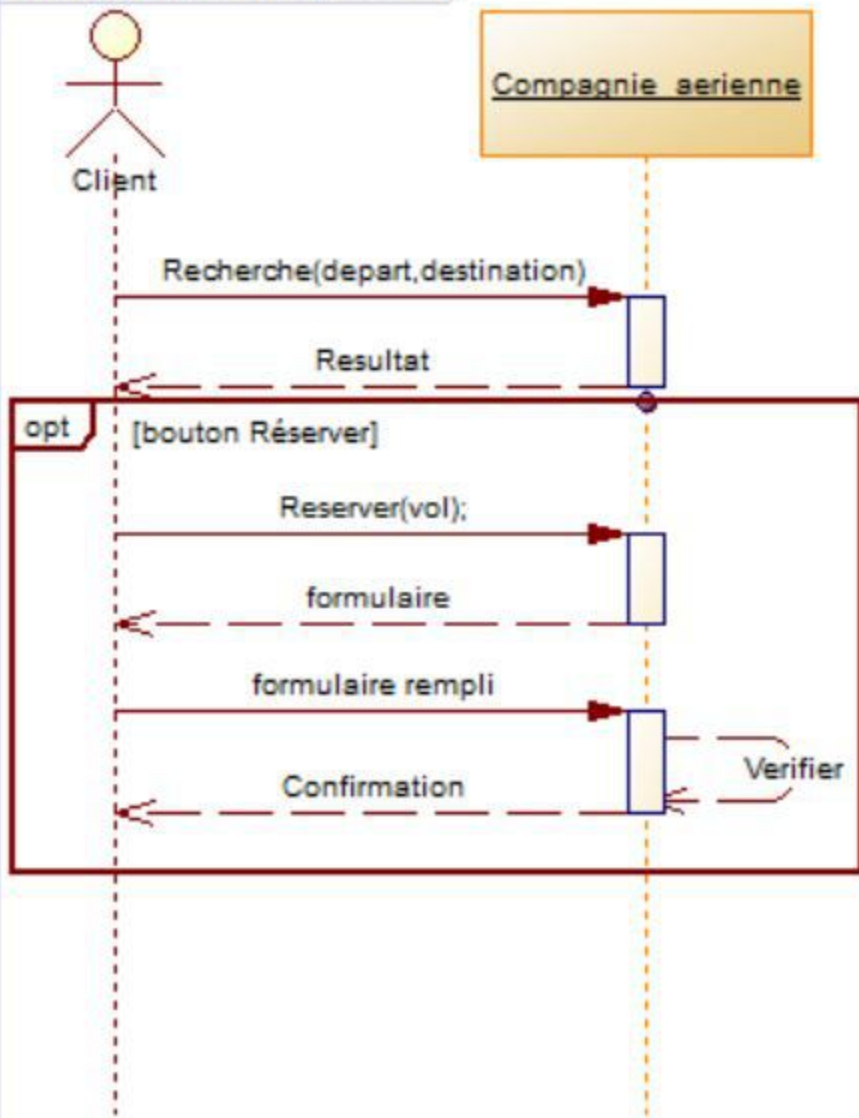 Client
Compagnie aerienne
Recherche(depart,destination)
Resultat
opt
[bouton Réserver]
Reserver(vol);
formulaire
formulaire rempli
Verifier
Confirmation